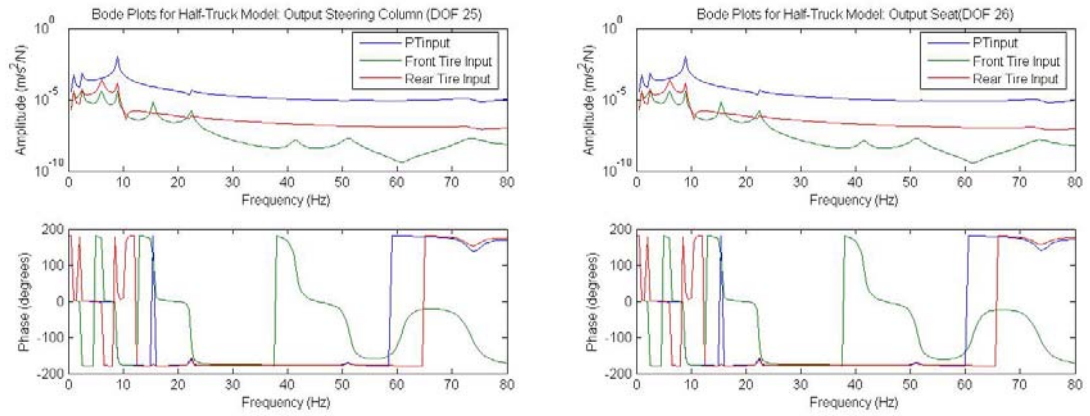 Bode Plots for Half-Truck Model: Output Steering Column (DOF 25)
10^0
10^-5
10^-10
Amplitude (m/s^2/N)
PTinput
Front Tire Input
Rear Tire Input
0 10 20 30 40 50 60 70 80
Frequency (Hz)
200
100
0
-100
-200
Phase (degrees)
0 10 20 30 40 50 60 70 80
Frequency (Hz)
Bode Plots for Half-Truck Model: Output Seat(DOF 26)
10^0
10^-5
10^-10
Amplitude (m/s^2/N)
PTinput
Front Tire Input
Rear Tire Input
0 10 20 30 40 50 60 70 80
Frequency (Hz)
200
100
0
-100
-200
Phase (degrees)
0 10 20 30 40 50 60 70 80
Frequency (Hz)